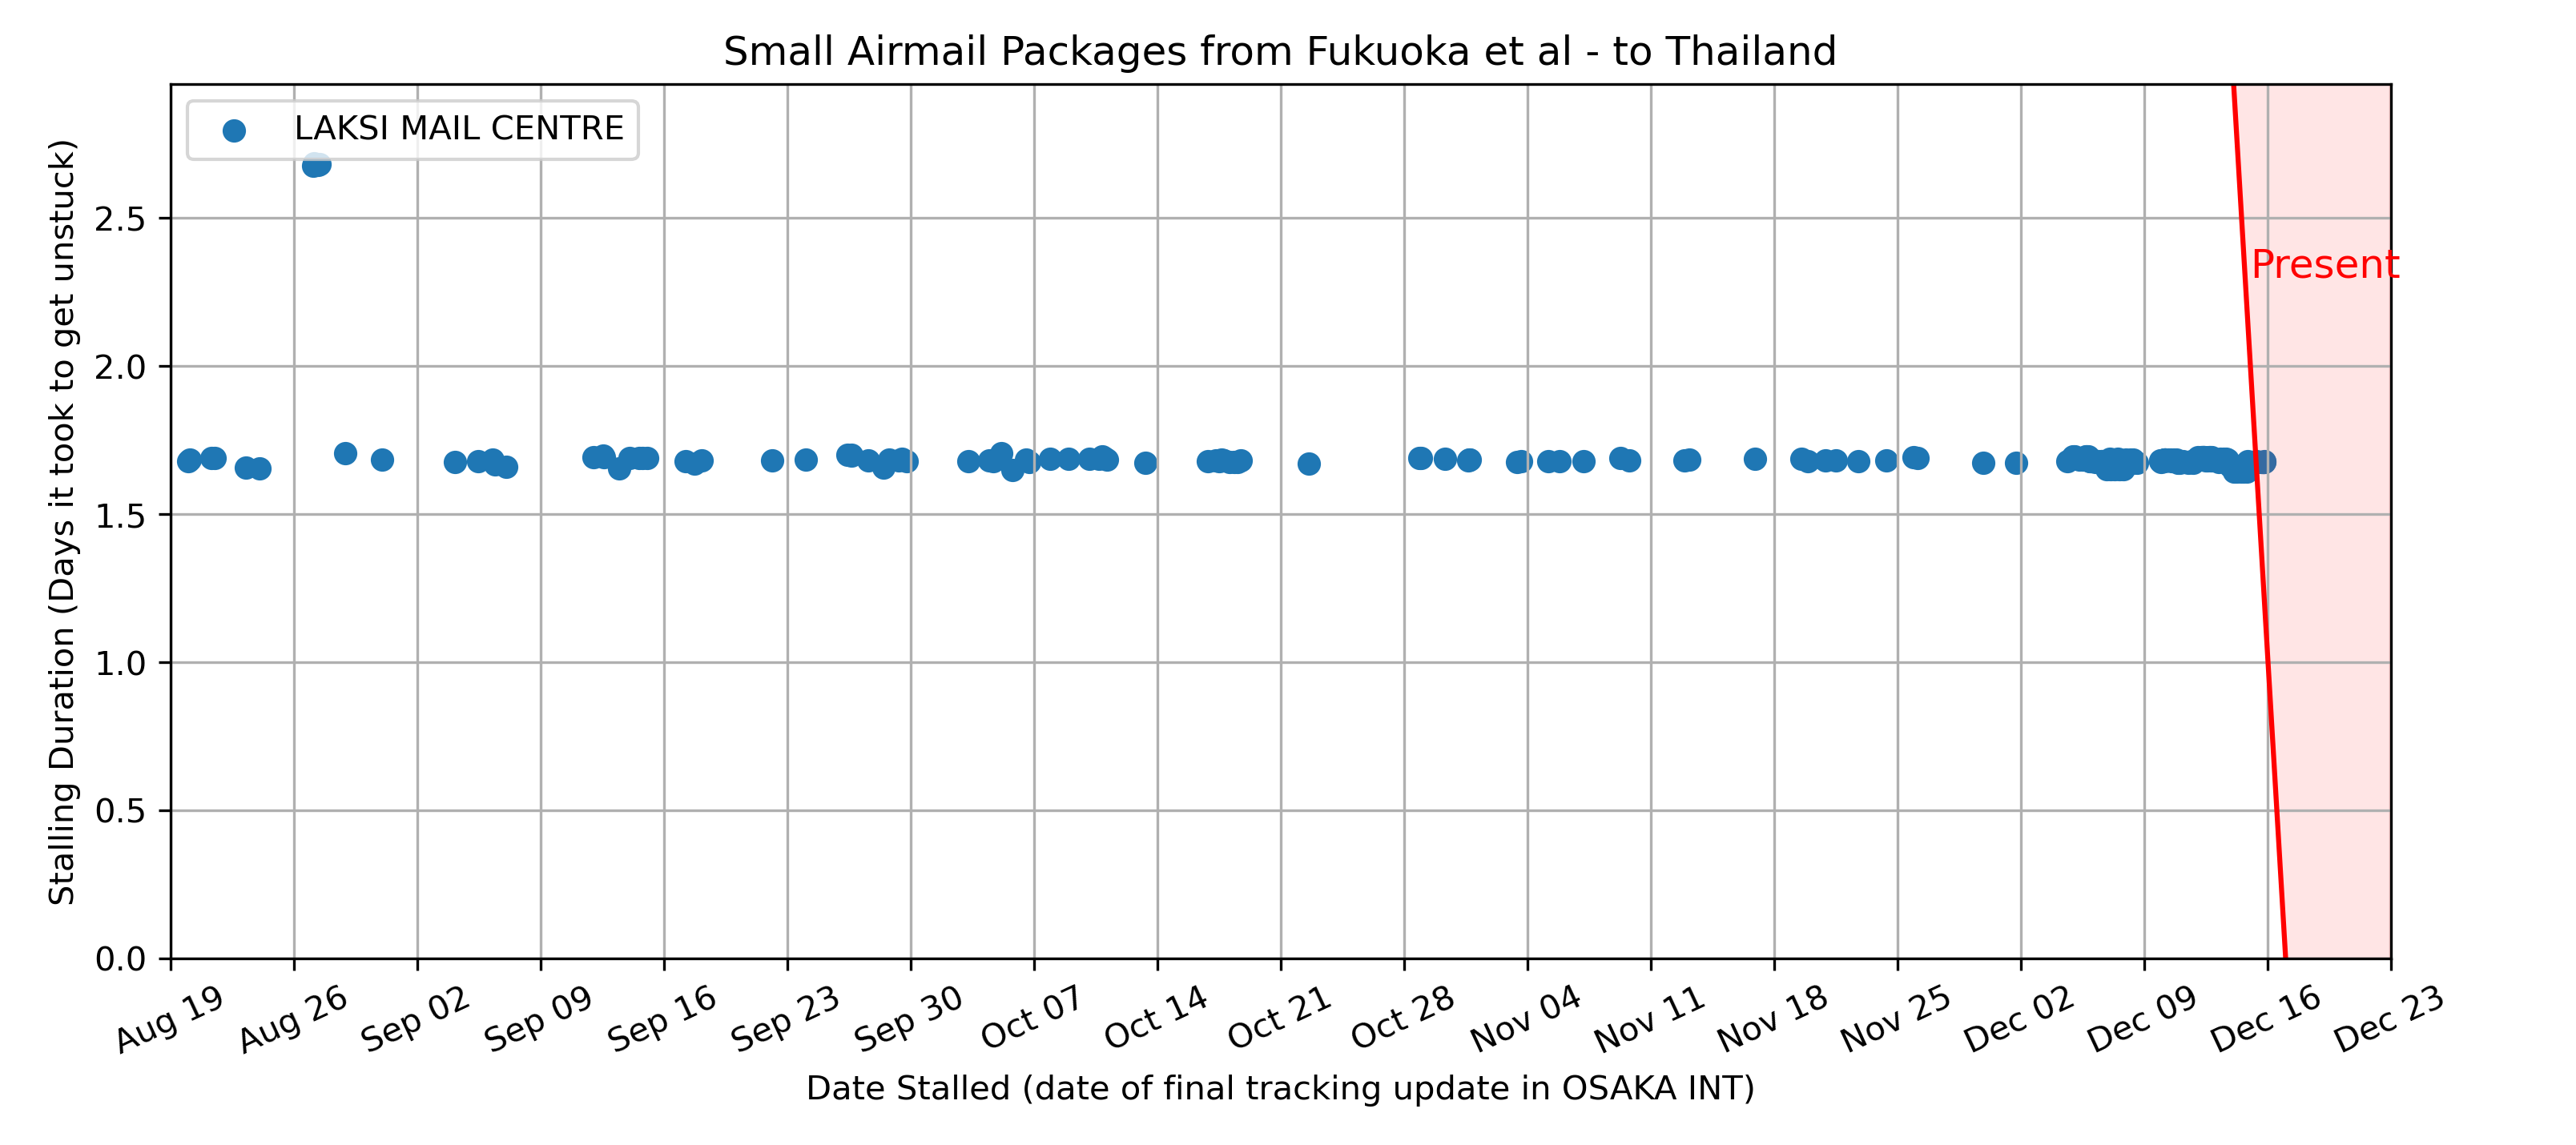 Small Airmail Packages from Fukuoka et al - to Thailand
LAKSI MAIL CENTRE
Present
Stalling Duration (Days it took to get unstuck)
2.5
2.0
1.5
1.0
0.5
0.0
Aug 19
Aug 26
Sep 02
Sep 09
Sep 16
Sep 23
Sep 30
Oct 07
Oct 14
Oct 21
Oct 28
Nov 04
Nov 11
Nov 18
Nov 25
Dec 02
Dec 09
Dec 16
Dec 23
Date Stalled (date of final tracking update in OSAKA INT)